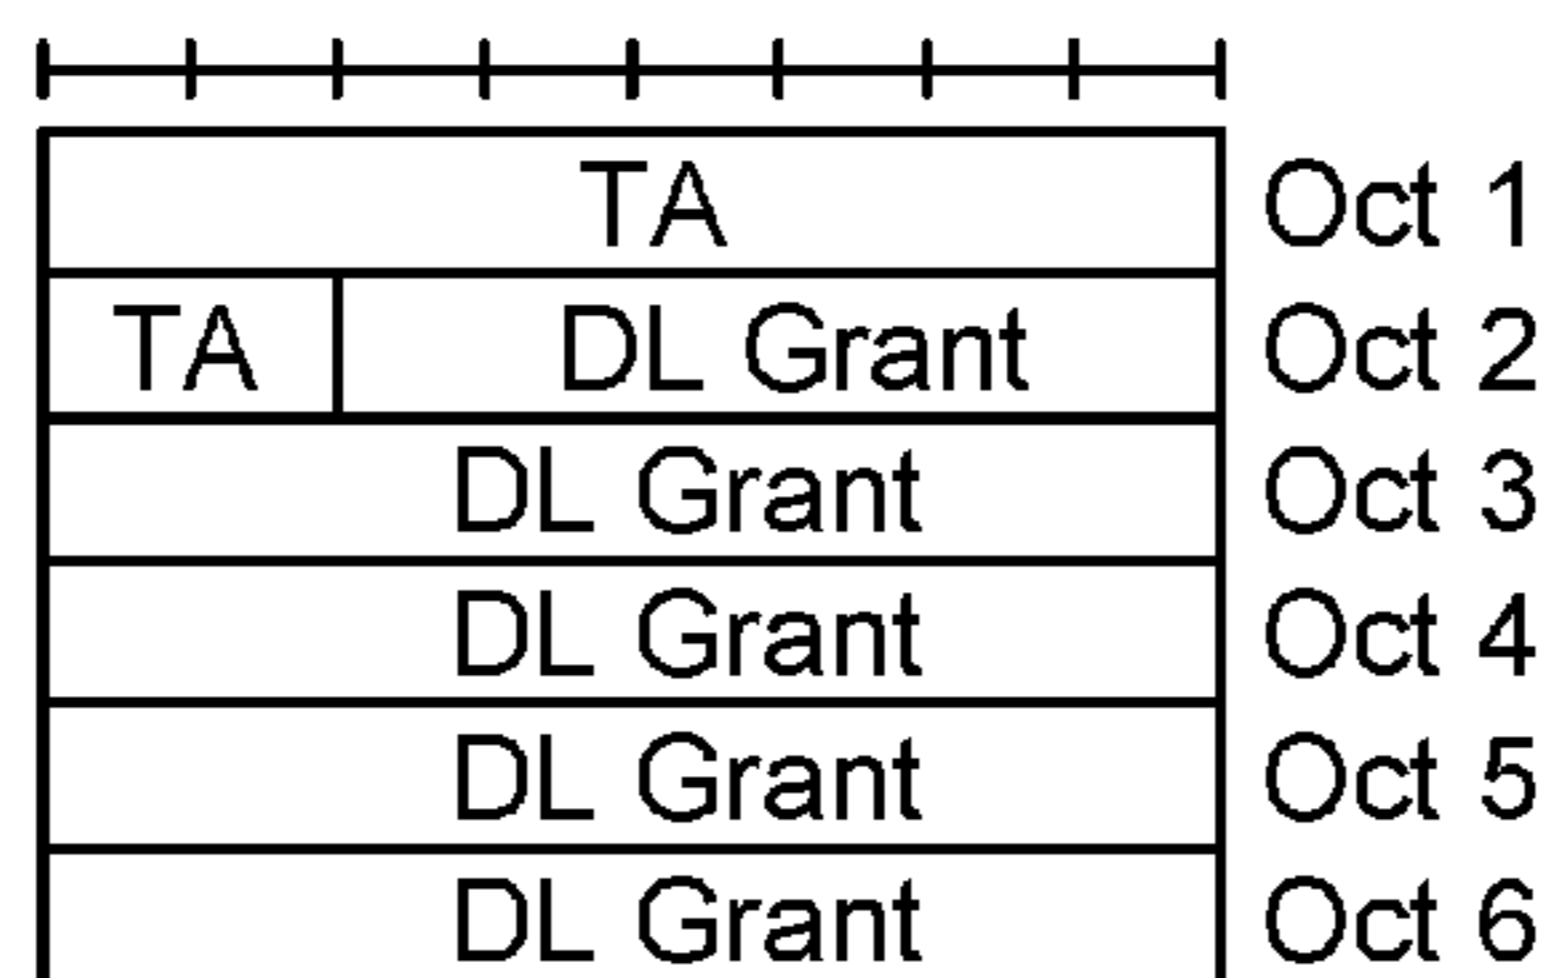 TA Oct 1
TA DL Grant Oct 2
DL Grant Oct 3
DL Grant Oct 4
DL Grant Oct 5
DL Grant Oct 6